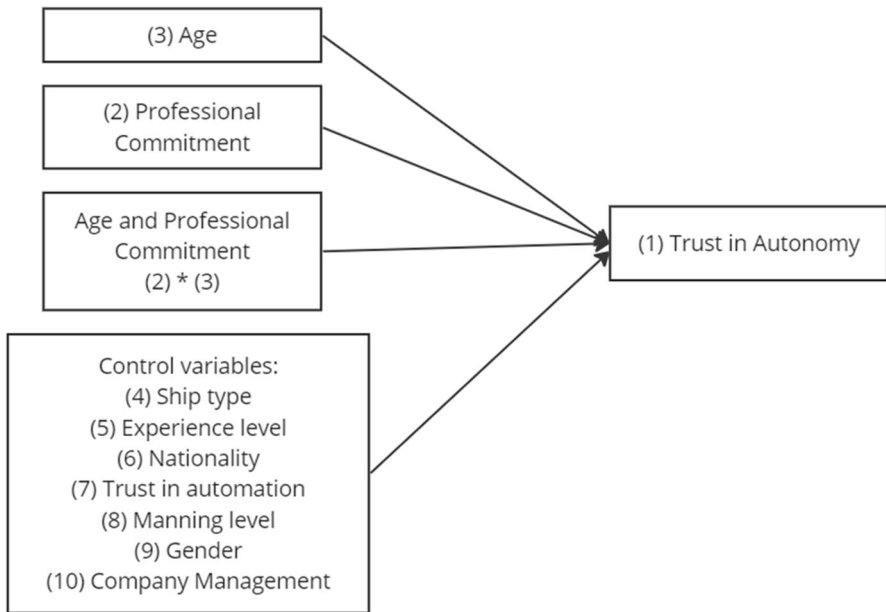 (3) Age
(2) Professional
Commitment
Age and Professional
Commitment
(2) * (3)
(1) Trust in Autonomy
Control variables:
(4) Ship type
(5) Experience level
(6) Nationality
(7) Trust in automation
(8) Manning level
(9) Gender
(10) Company Management